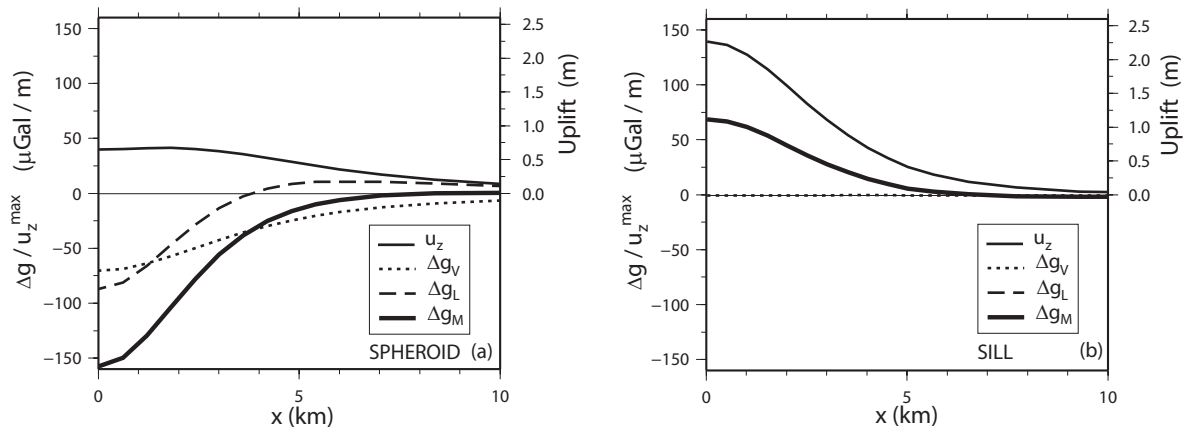 150
100
50
0
−50
−100
−150
Δg / u_z^max (μGal / m)
2.5
2.0
1.5
1.0
0.5
0.0
Uplift (m)
u_z
Δg_V
Δg_L
Δg_M
SPHEROID (a)
0 5 10
x (km)
150
100
50
0
−50
−100
−150
Δg / u_z^max (μGal / m)
2.5
2.0
1.5
1.0
0.5
0.0
Uplift (m)
u_z
Δg_V
Δg_L
Δg_M
SILL (b)
0 5 10
x (km)